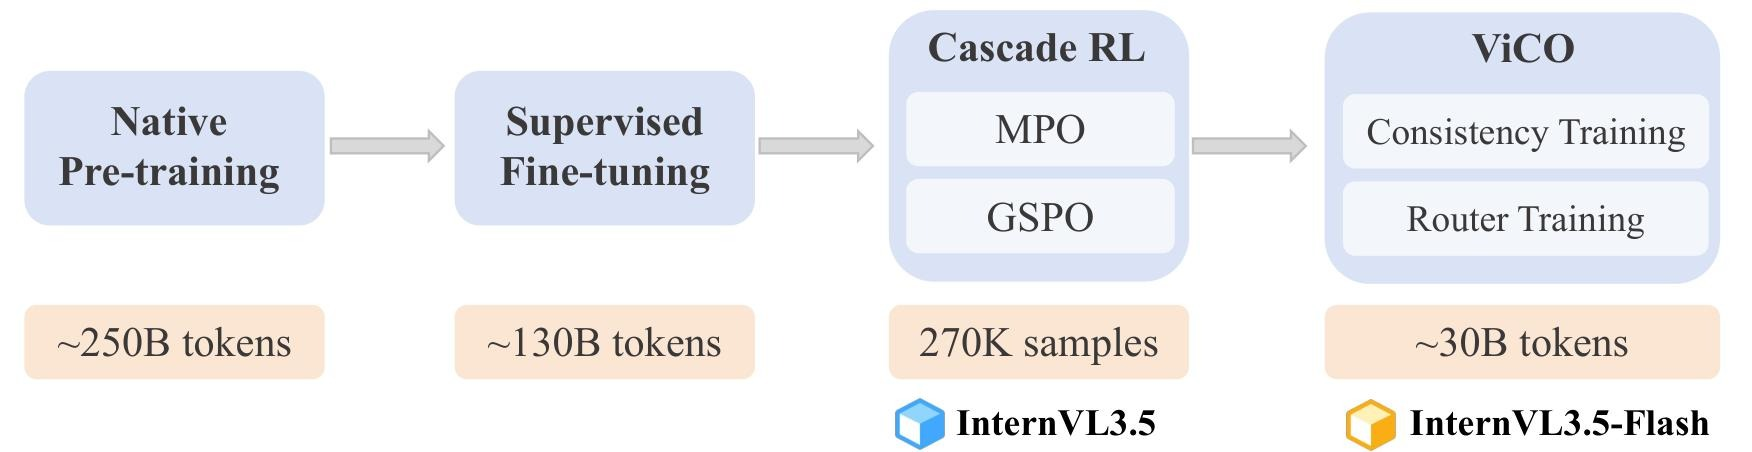 Native
Pre-training
~250B tokens
Supervised
Fine-tuning
~130B tokens
Cascade RL
MPO
GSPO
270K samples
InternVL3.5
ViCO
Consistency Training
Router Training
~30B tokens
InternVL3.5-Flash